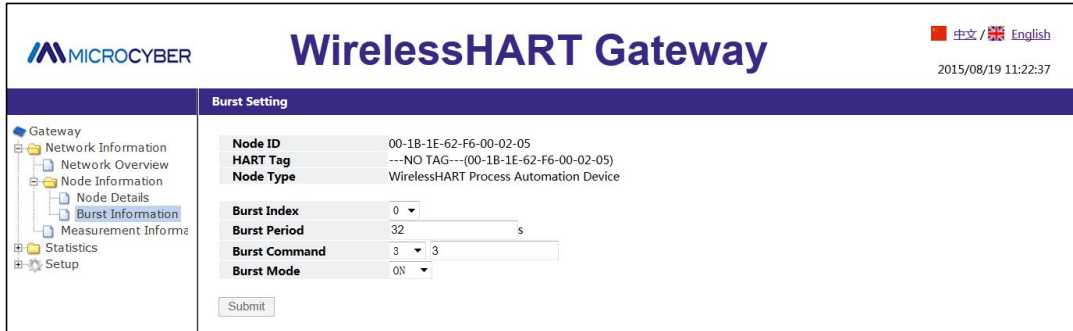 MICROCYBER
WirelessHART Gateway
中文 / English
2015/08/19 11:22:37
Burst Setting
Gateway
Network Information
Network Overview
Node Information
Node Details
Burst Information
Measurement Informa
Statistics
Setup
Node ID 00-1B-1E-62-F6-00-02-05
HART Tag ---NO TAG---(00-1B-1E-62-F6-00-02-05)
Node Type WirelessHART Process Automation Device
Burst Index 0
Burst Period 32 s
Burst Command 3 3
Burst Mode ON
Submit